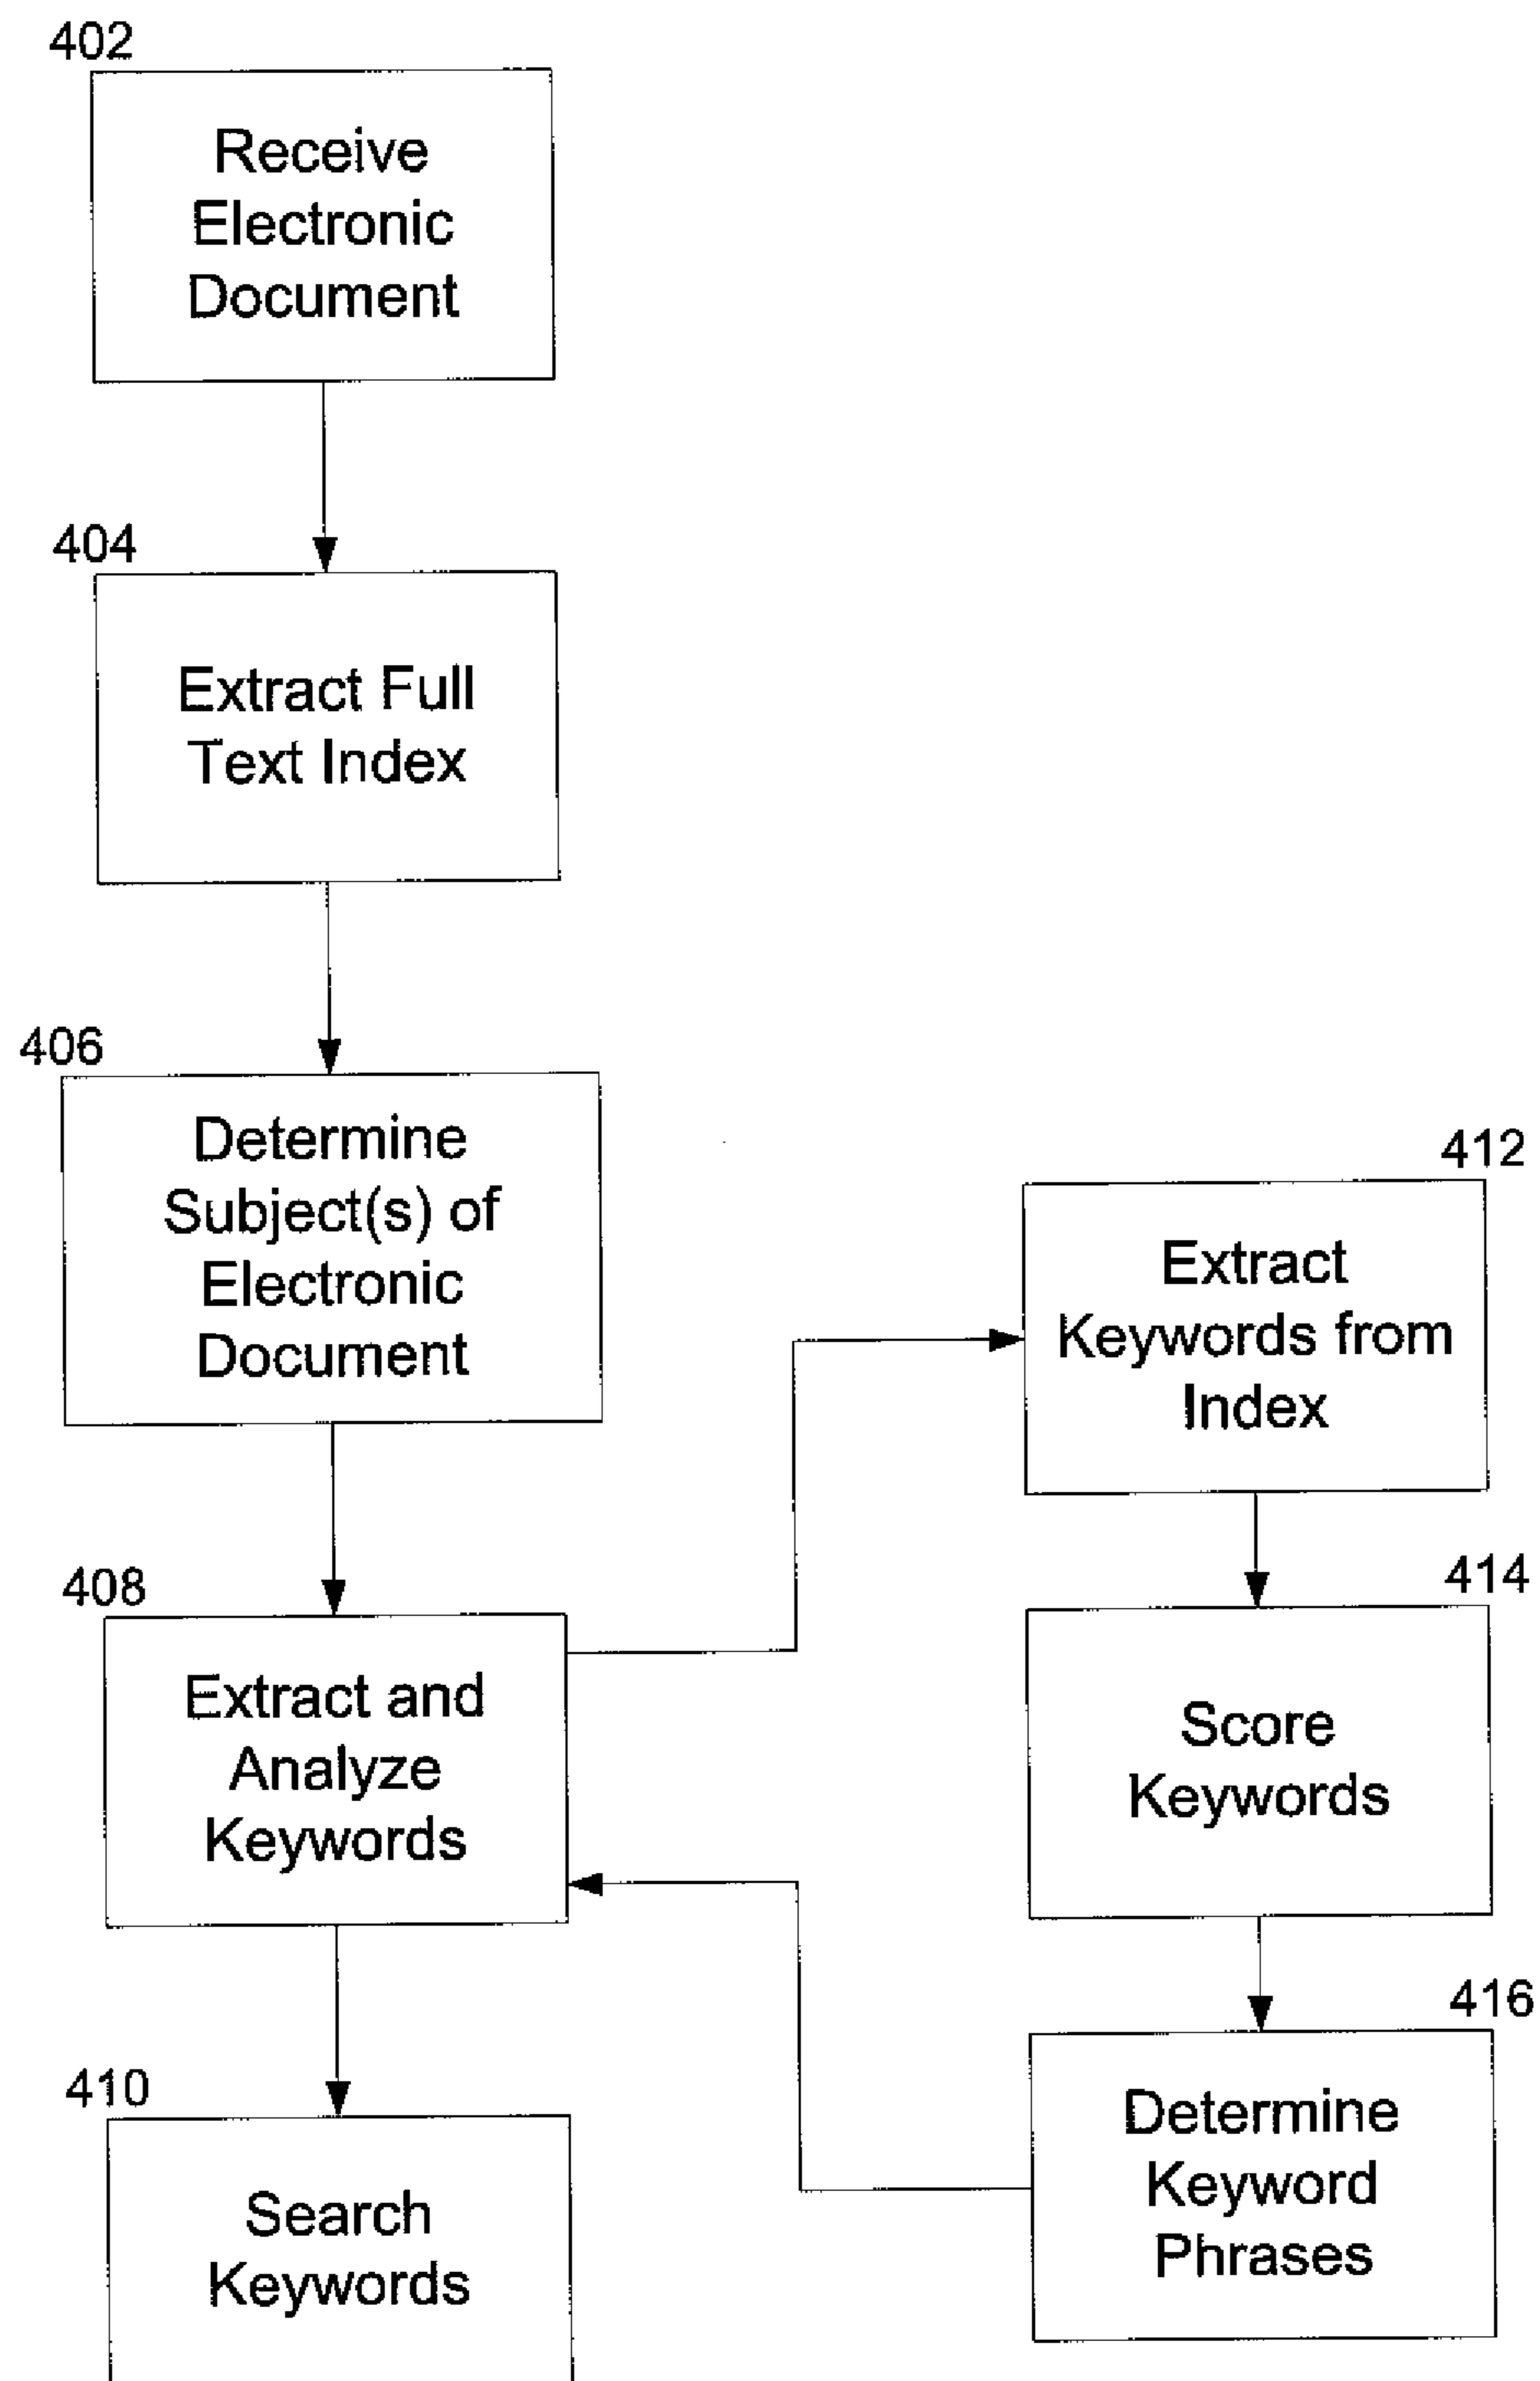 402
Receive
Electronic
Document
404
Extract Full
Text Index
406
Determine
Subject(s) of
Electronic
Document
408
Extract and
Analyze
Keywords
410
Search
Keywords
412
Extract
Keywords from
Index
414
Score
Keywords
416
Determine
Keyword
Phrases